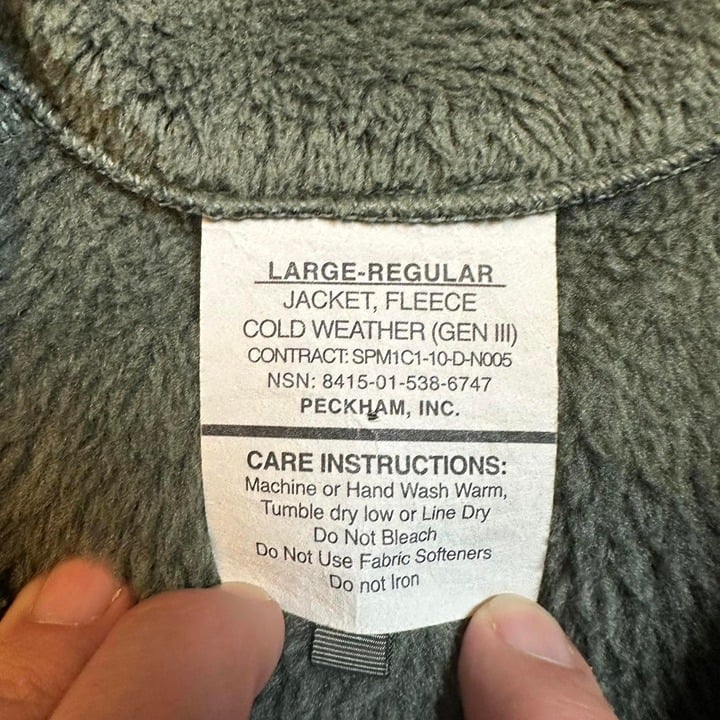 LARGE-REGULAR
JACKET, FLEECE
COLD WEATHER (GEN III)
CONTRACT: SPM1C1-10-D-N005
NSN: 8415-01-538-6747
PECKHAM, INC.
CARE INSTRUCTIONS:
Machine or Hand Wash Warm,
Tumble dry low or Line Dry
Do Not Bleach
Do Not Use Fabric Softeners
Do not Iron